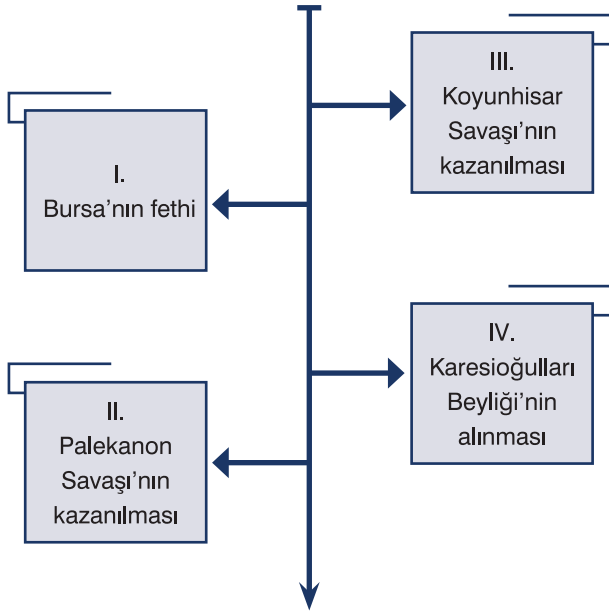 I.
Bursa’nın fethi
II.
Palekanon
Savaşı’nın
kazanılması
III.
Koyunhisar
Savaşı’nın
kazanılması
IV.
Karesioğulları
Beyliği’nin
alınması